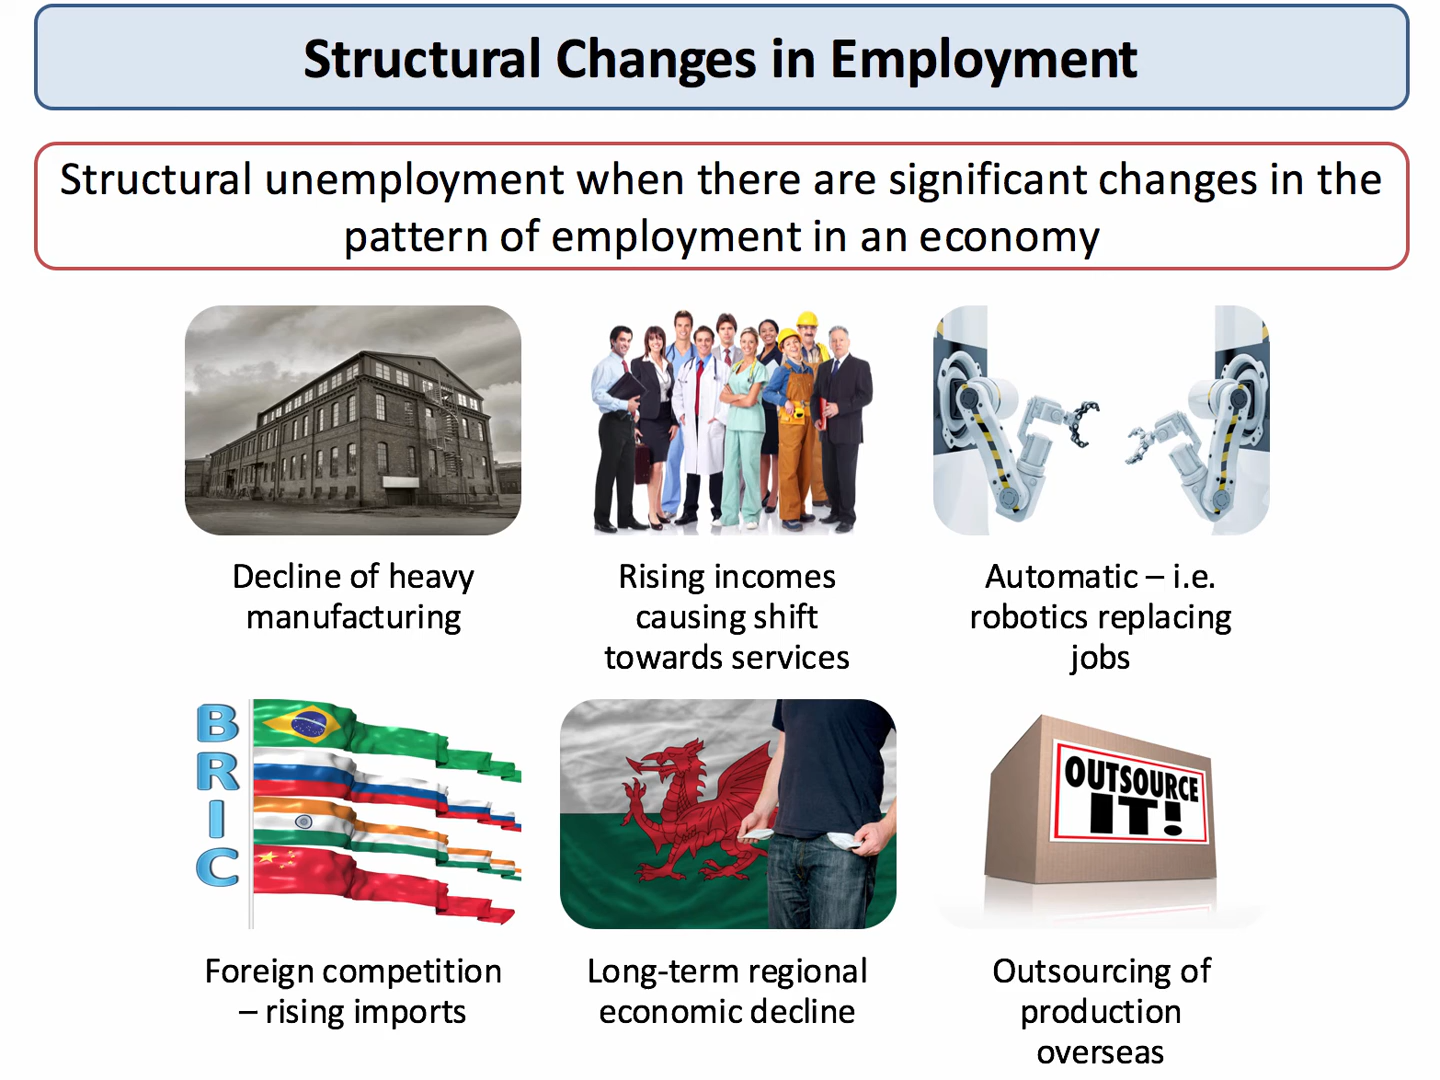 Structural Changes in Employment
Structural unemployment when there are significant changes in the
pattern of employment in an economy
Decline of heavy
manufacturing
Rising incomes
causing shift
towards services
Automatic – i.e.
robotics replacing
jobs
B
R
I
C
OUTSOURCE
IT!
Foreign competition
– rising imports
Long-term regional
economic decline
Outsourcing of
production
overseas